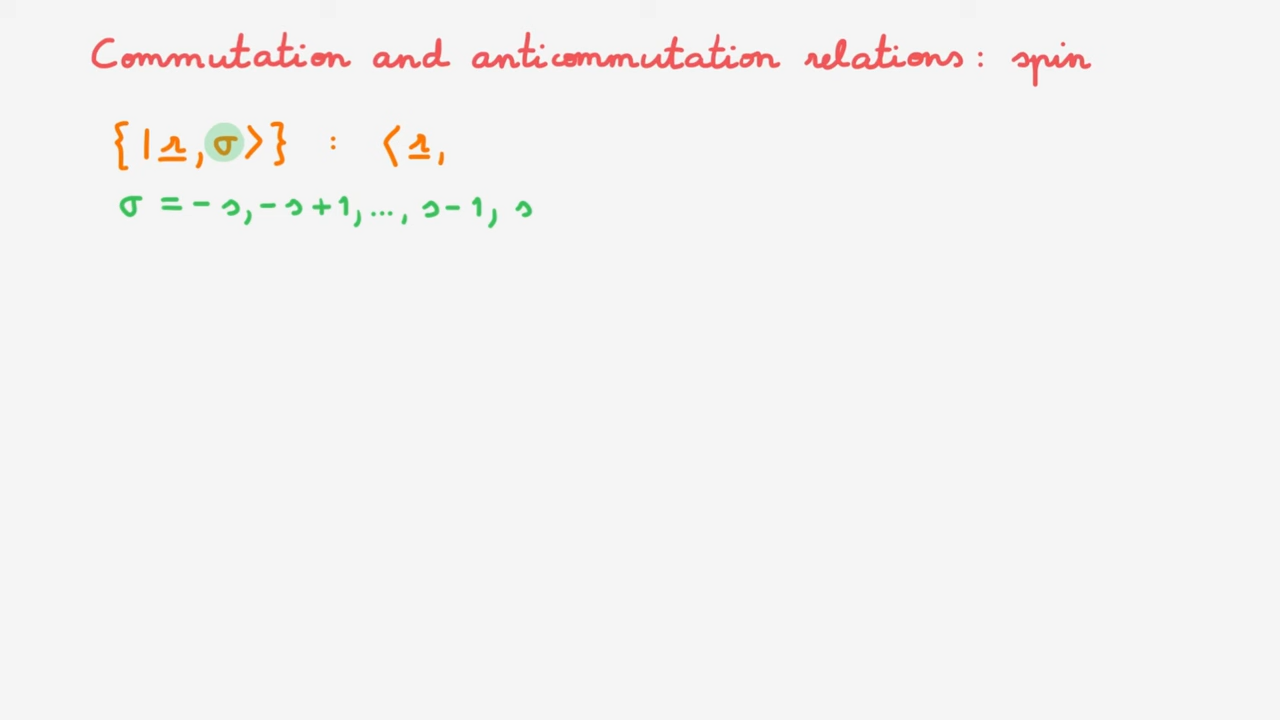 Commutation and anticommutation relations: spin
{|r, σ⟩} : ⟨r,
σ = -s, -s+1, ..., s-1, s